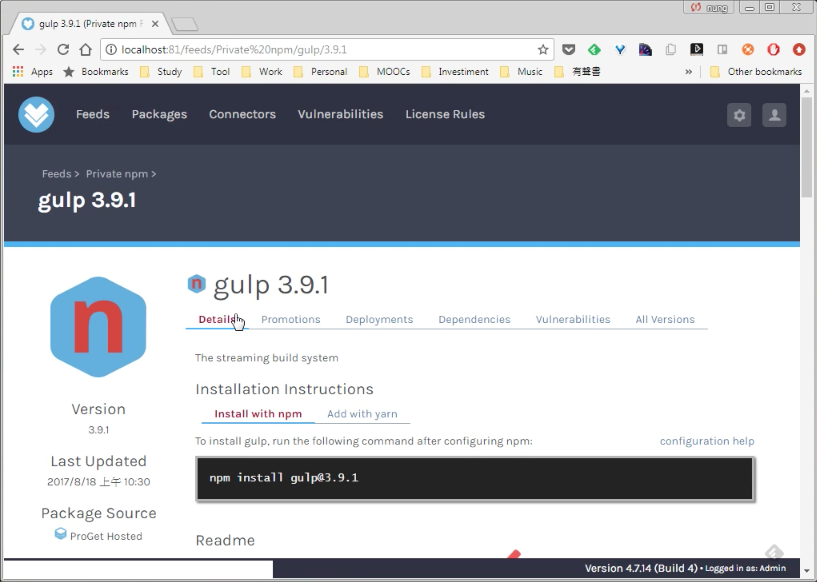 nung
gulp 3.9.1 (Private npm F
localhost:81/feeds/Private%20npm/gulp/3.9.1
Apps Bookmarks Study Tool Work Personal MOOCs Investiment Music 有聲書 » Other bookmarks
Feeds Packages Connectors Vulnerabilities License Rules
Feeds > Private npm >
gulp 3.9.1
n gulp 3.9.1
Details Promotions Deployments Dependencies Vulnerabilities All Versions
n
Version
3.9.1
Last Updated
2017/8/18 上午 10:30
Package Source
ProGet Hosted
The streaming build system
Installation Instructions
Install with npm Add with yarn
To install gulp, run the following command after configuring npm: configuration help
npm install gulp@3.9.1
Readme
Version 4.7.14 (Build 4) • Logged in as: Admin